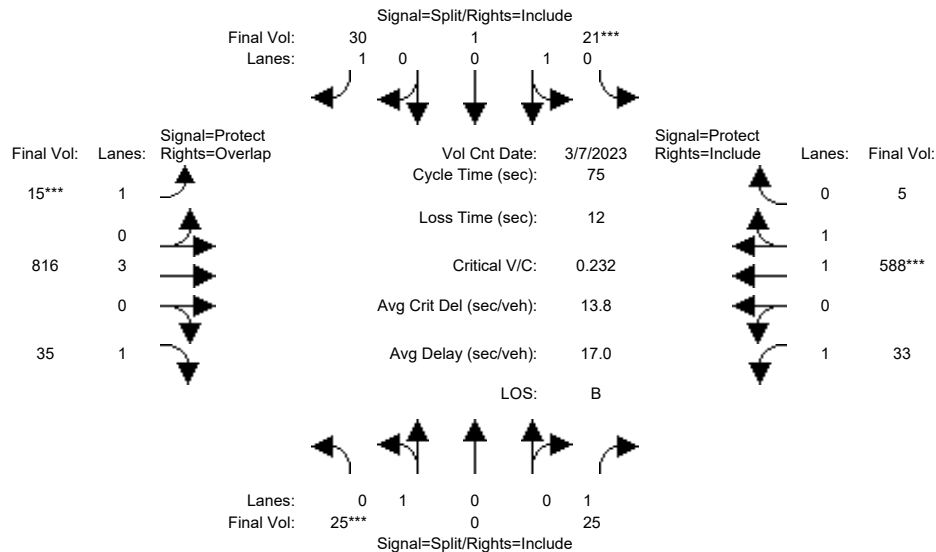 Signal=Split/Rights=Include
Final Vol: 30 1 21***
Lanes: 1 0 0 1 0
Signal=Protect Signal=Protect
Final Vol: Lanes: Rights=Overlap Vol Cnt Date: 3/7/2023 Rights=Include Lanes: Final Vol:
Cycle Time (sec): 75
15*** 1 0 5
Loss Time (sec): 12
0 1
816 3 Critical V/C: 0.232 1 588***
0 Avg Crit Del (sec/veh): 13.8 0
35 1 Avg Delay (sec/veh): 17.0 1 33
LOS: B
Lanes: 0 1 0 0 1
Final Vol: 25*** 0 25
Signal=Split/Rights=Include